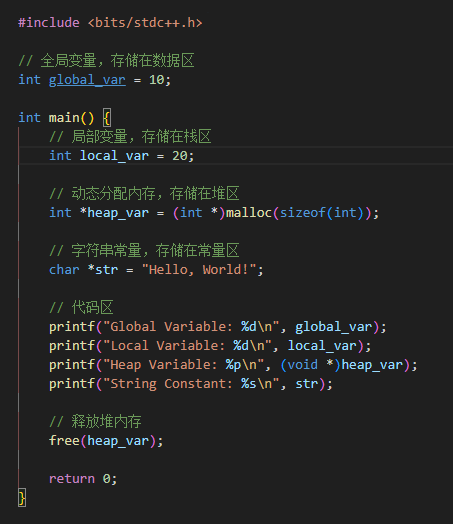 #include <bits/stdc++.h>

// 全局变量，存储在数据区
int global_var = 10;

int main() {
    // 局部变量，存储在栈区
    int local_var = 20;

    // 动态分配内存，存储在堆区
    int *heap_var = (int *)malloc(sizeof(int));

    // 字符串常量，存储在常量区
    char *str = "Hello, World!";

    // 代码区
    printf("Global Variable: %d\n", global_var);
    printf("Local Variable: %d\n", local_var);
    printf("Heap Variable: %p\n", (void *)heap_var);
    printf("String Constant: %s\n", str);

    // 释放堆内存
    free(heap_var);

    return 0;
}